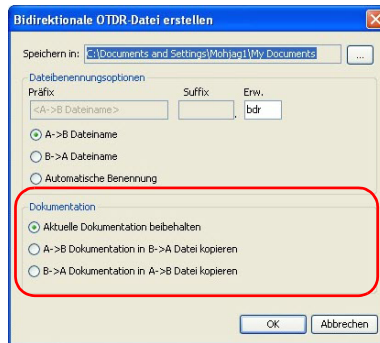 Bidirektionale OTDR-Datei erstellen
Speichern in: C:\Documents and Settings\Mohjag1\My Documents ...
Dateibenennungsoptionen
Präfix Suffix Erw.
<A->B Dateiname> . bdr
A->B Dateiname
B->A Dateiname
Automatische Benennung
Dokumentation
Aktuelle Dokumentation beibehalten
A->B Dokumentation in B->A Datei kopieren
B->A Dokumentation in A->B Datei kopieren
OK Abbrechen